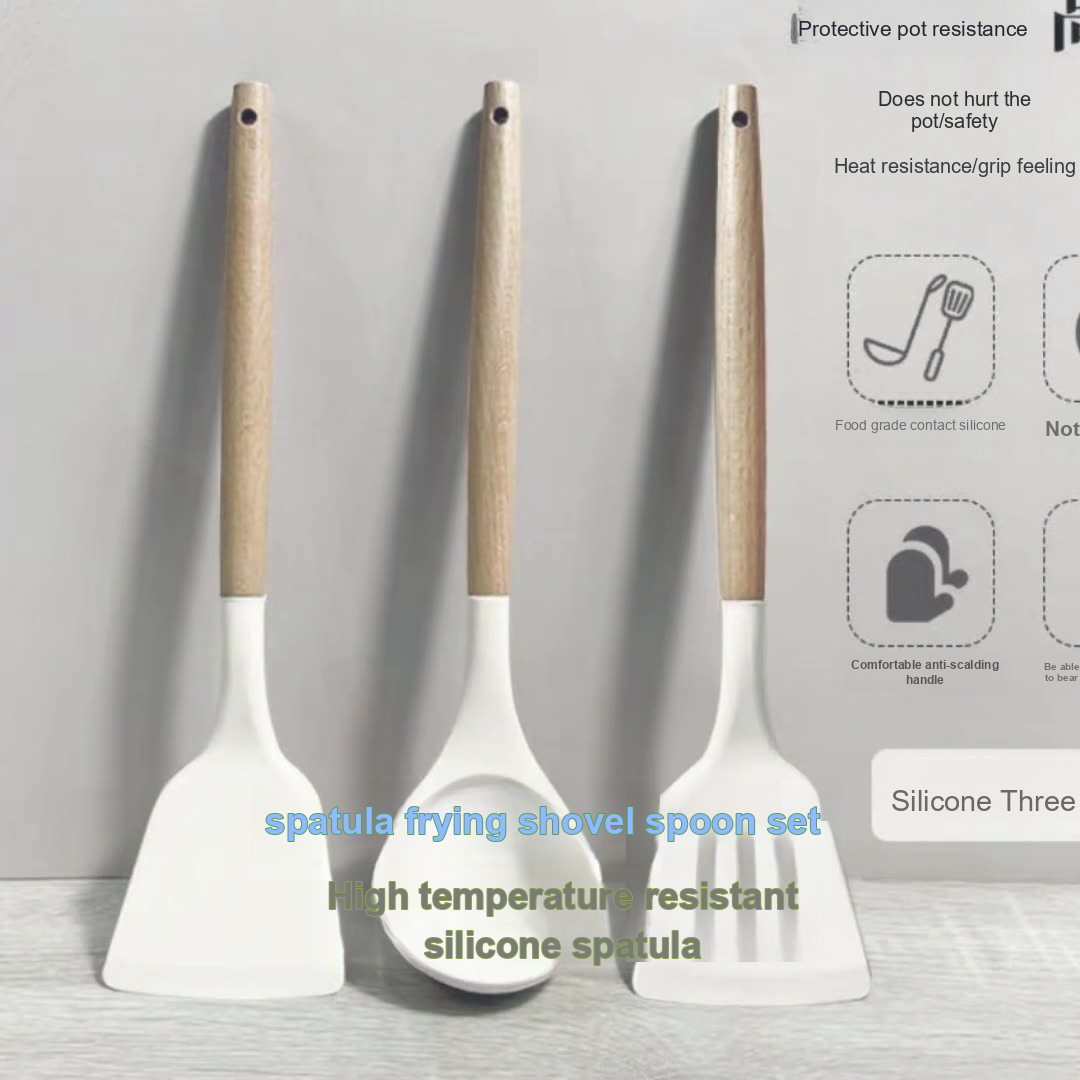 Protective pot resistance
Does not hurt the
pot/safety
Heat resistance/grip feeling
Food grade contact silicone
Not
Comfortable anti-scalding
handle
Be able
to bear
Silicone Three
spatula frying shovel spoon set
High temperature resistant
silicone spatula